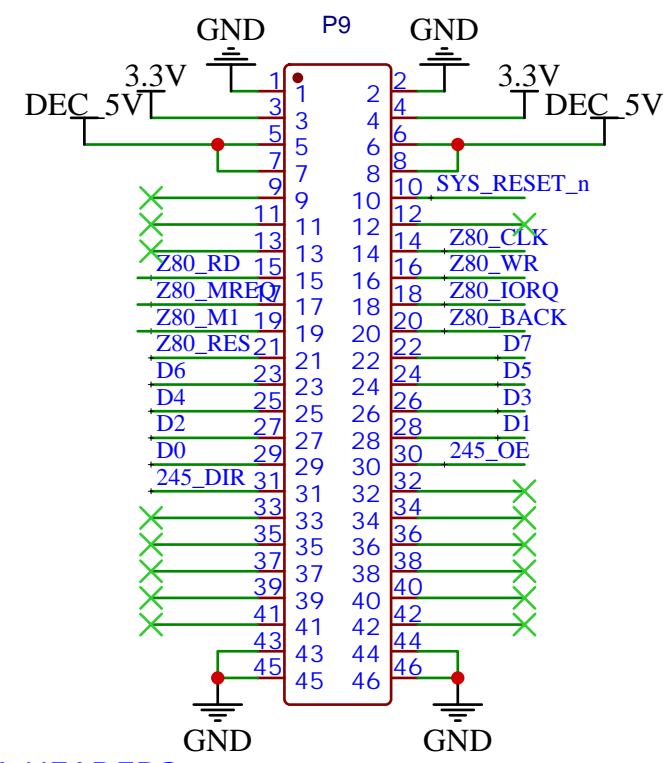 P9
GND GND
3.3V 3.3V
DEC_5V DEC_5V
1 1 2 2
3 3 4 4
5 5 6 6
7 7 8 8
9 9 10 10 SYS_RESET_n
11 11 12 12
13 13 14 14 Z80_CLK
Z80_RD 15 15 16 16 Z80_WR
Z80_MREQ 17 17 18 18 Z80_IORQ
Z80_M1 19 19 20 20 Z80_BACK
Z80_RES 21 21 22 22 D7
D6 23 23 24 24 D5
D4 25 25 26 26 D3
D2 27 27 28 28 D1
D0 29 29 30 30 245_OE
245_DIR 31 31 32 32
33 33 34 34
35 35 36 36
37 37 38 38
39 39 40 40
41 41 42 42
43 43 44 44
45 45 46 46
GND GND